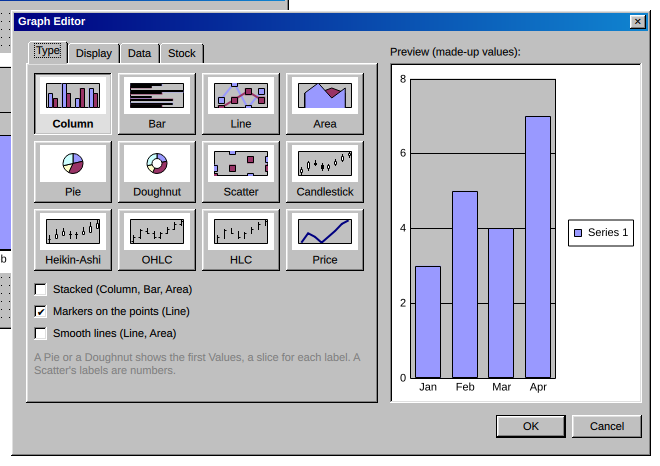 Graph Editor
Type Display Data Stock
Column Bar Line Area
Pie Doughnut Scatter Candlestick
Heikin-Ashi OHLC HLC Price
Stacked (Column, Bar, Area)
Markers on the points (Line)
Smooth lines (Line, Area)
A Pie or a Doughnut shows the first Values, a slice for each label. A
Scatter's labels are numbers.
Preview (made-up values):
8
6
4
2
0
Jan Feb Mar Apr
Series 1
OK Cancel
b